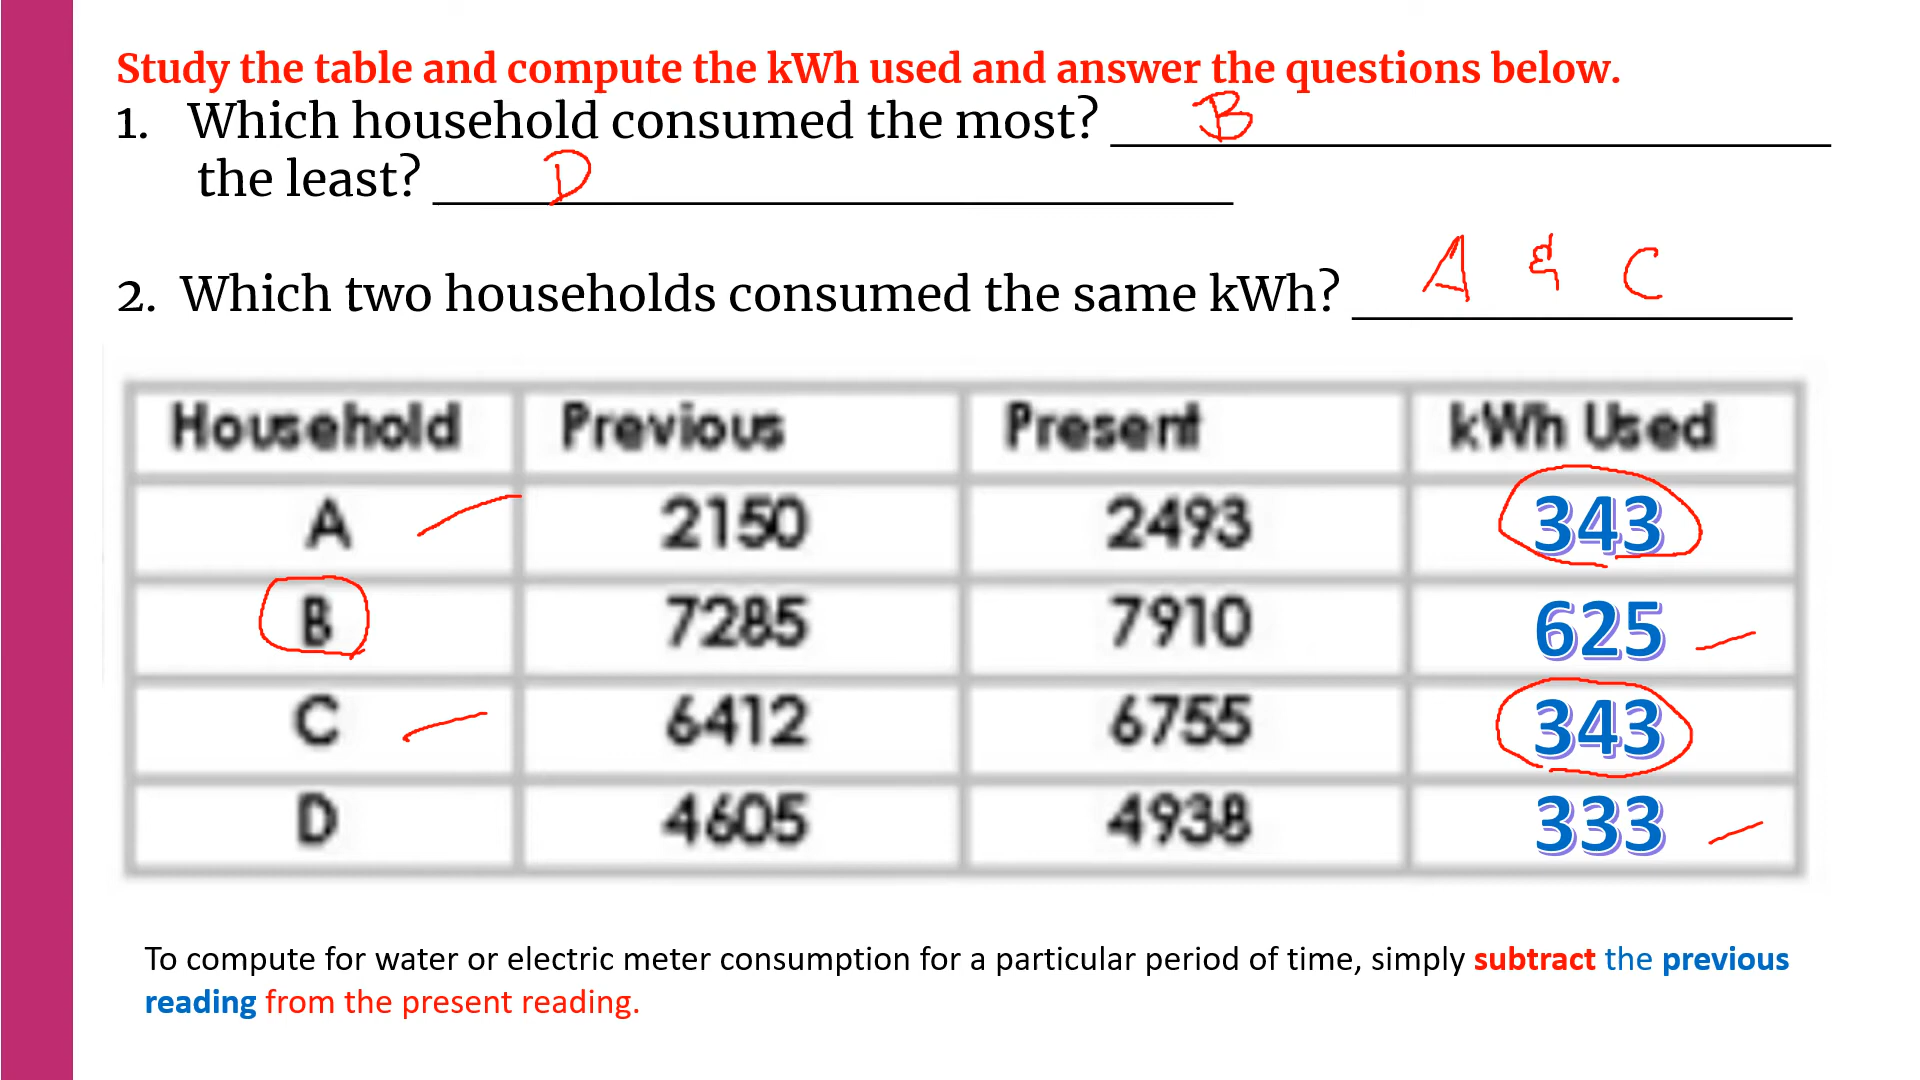 Study the table and compute the kWh used and answer the questions below.
1. Which household consumed the most? B
the least? D
2. Which two households consumed the same kWh? A & C
Household Previous Present kWh Used
A 2150 2493 343
B 7285 7910 625
C 6412 6755 343
D 4605 4938 333
To compute for water or electric meter consumption for a particular period of time, simply subtract the previous
reading from the present reading.